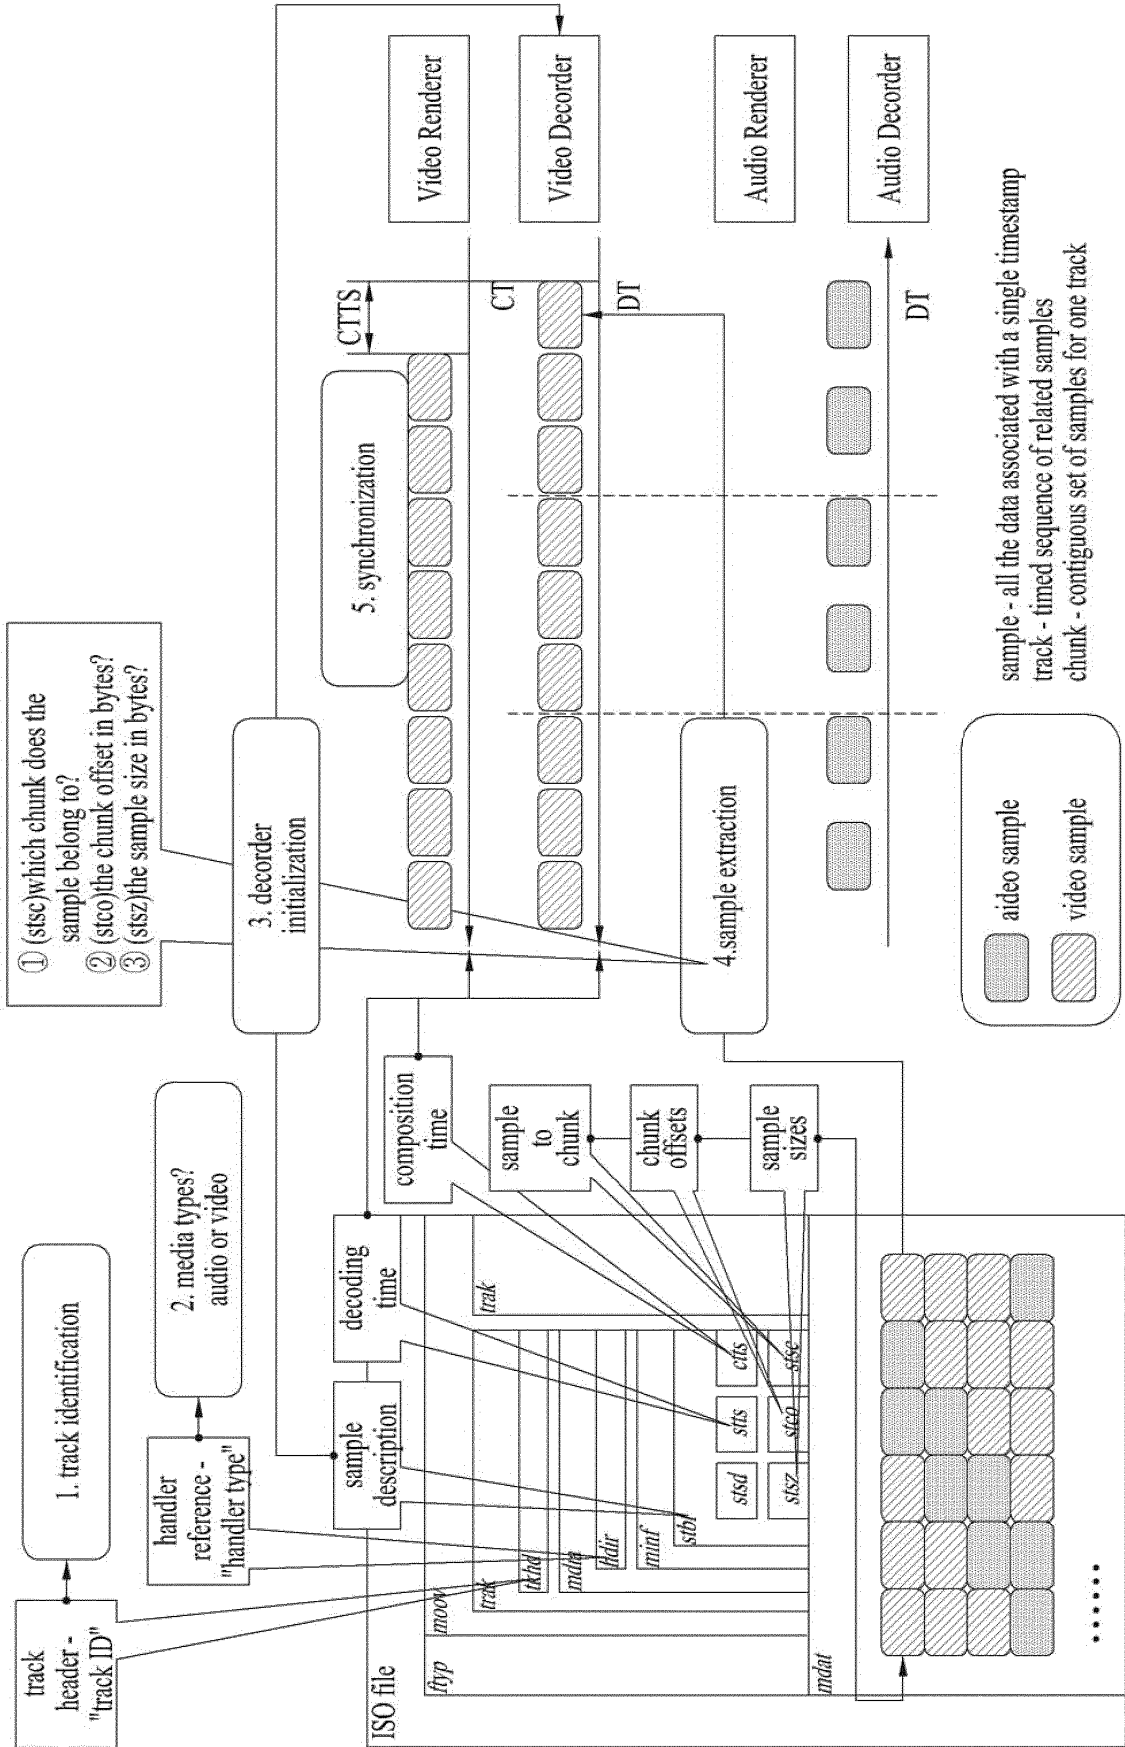 track
header -
"track ID"
1. track identification
handler
reference -
"handler type"
2. media types?
audio or video
① (stsc)which chunk does the
sample belong to?
② (stco)the chunk offset in bytes?
③ (stsz)the sample size in bytes?
3. decorder
initialization
ISO file
sample
description
decoding
time
composition
time
sample
to
chunk
chunk
offsets
sample
sizes
ftyp
moov
trak
tkhd
mdia
hdlr
minf
stbl
stsd
stts
ctts
stsz
stco
stsc
trak
mdat
......
5. synchronization
CTTS
CT
DT
4.sample extraction
DT
Video Renderer
Video Decorder
Audio Renderer
Audio Decorder
aideo sample
video sample
sample - all the data associated with a single timestamp
track - timed sequence of related samples
chunk - contiguous set of samples for one track